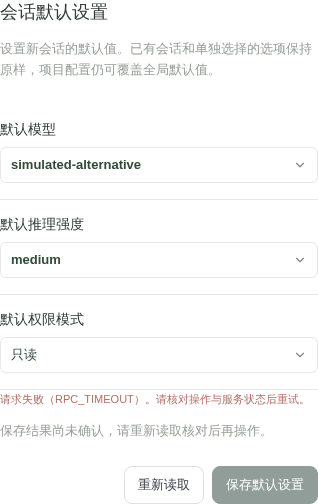 会话默认设置
设置新会话的默认值。已有会话和单独选择的选项保持
原样，项目配置仍可覆盖全局默认值。
默认模型
simulated-alternative
默认推理强度
medium
默认权限模式
只读
请求失败（RPC_TIMEOUT）。请核对操作与服务状态后重试。
保存结果尚未确认，请重新读取核对后再操作。
重新读取
保存默认设置